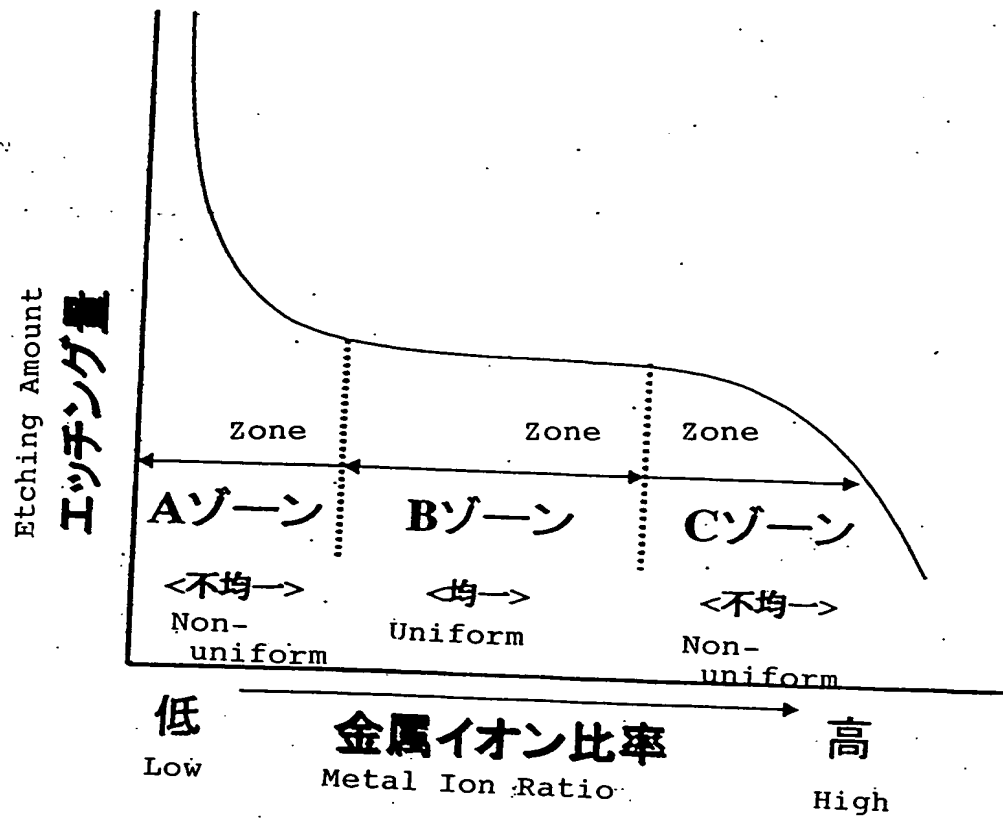 Etching Amount
エッチング量
Zone
Zone
Zone
Aゾーン
Bゾーン
Cゾーン
<不均一>
<均一>
<不均一>
Non-
uniform
Uniform
Non-
uniform
低
Low
金属イオン比率
Metal Ion Ratio
高
High